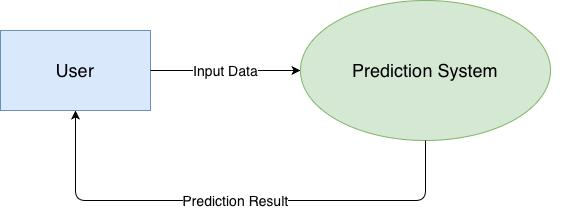 User
Input Data
Prediction System
Prediction Result